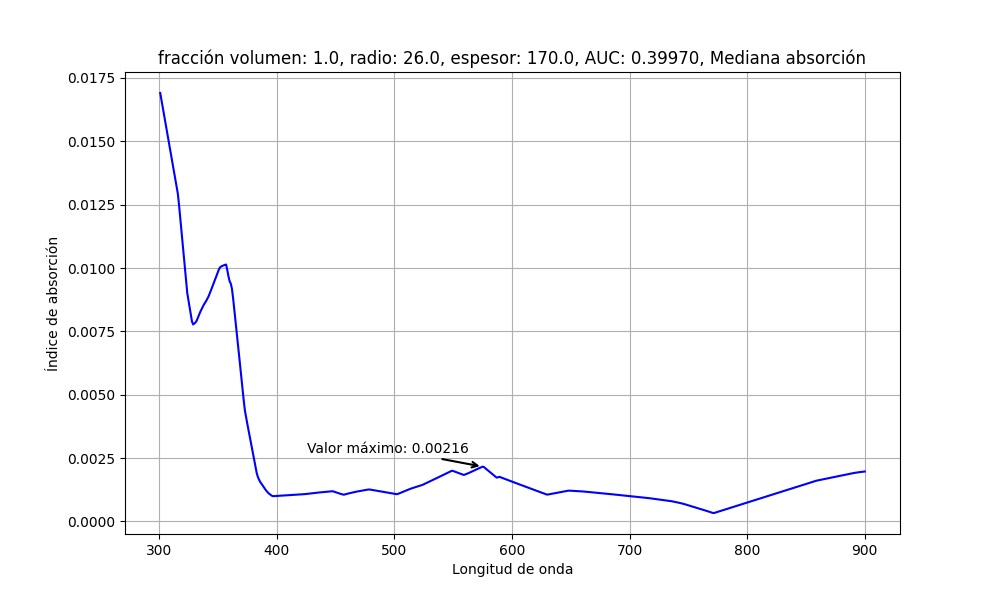 fracción volumen: 1.0, radio: 26.0, espesor: 170.0, AUC: 0.39970, Mediana absorción
0.0175
0.0150
0.0125
0.0100
0.0075
0.0050
0.0025
0.0000
Índice de absorción
Valor máximo: 0.00216
300 400 500 600 700 800 900
Longitud de onda